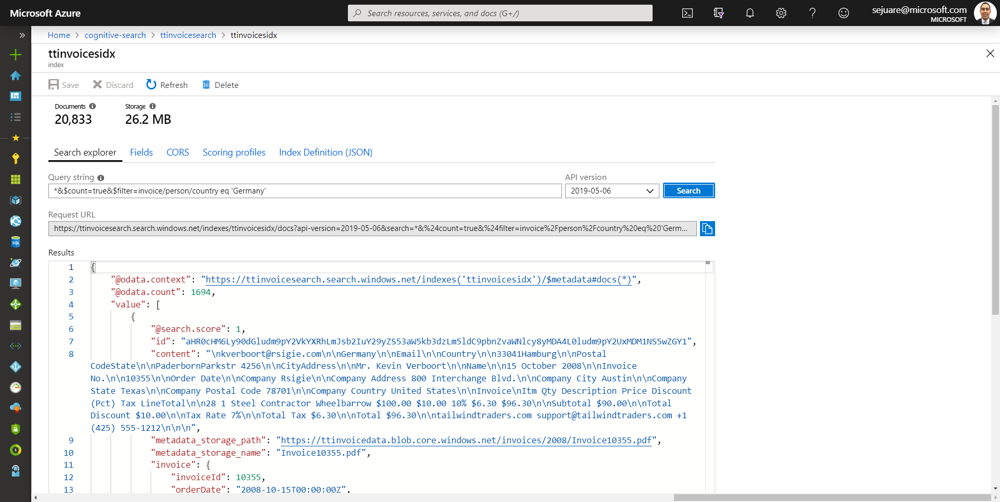 Microsoft Azure
Search resources, services, and docs (G+/)
sejuare@microsoft.com
MICROSOFT
Home > cognitive-search > ttinvoicesearch > ttinvoicesidx
ttinvoicesidx
index
Save Discard Refresh Delete
Documents Storage
20,833 26.2 MB
Search explorer Fields CORS Scoring profiles Index Definition (JSON)
Query string API version
*&$count=true&$filter=invoice/person/country eq 'Germany' 2019-05-06 Search
Request URL
https://ttinvoicesearch.search.windows.net/indexes/ttinvoicesidx/docs?api-version=2019-05-06&search=*&%24count=true&%24filter=invoice%2Fperson%2Fcountry%20eq%20'Germ...
Results
1 {
2 "@odata.context": "https://ttinvoicesearch.search.windows.net/indexes('ttinvoicesidx')/$metadata#docs(*)",
3 "@odata.count": 1694,
4 "value": [
5 {
6 "@search.score": 1,
7 "id": "aHR0cHM6Ly90dGludm9pY2VkYXRhLmJsb2IuY29yZS53aW5kb3dzLm5ldC9pbnZvaWNlcy8yMDA4L0ludm9pY2UxMDM1NS5wZGY1",
8 "content": "\nkverboort@rsigie.com\n\nGermany\n\nEmail\n\nCountry\n\n33041Hamburg\n\nPostal
CodeState\n\nPaderbornParkstr 4256\n\nCityAddress\n\nMr. Kevin Verboort\n\nName\n\n15 October 2008\n\nInvoice
No.\n\n10355\n\nOrder Date\n\nCompany Rsigie\n\nCompany Address 800 Interchange Blvd.\n\nCompany City Austin\n\nCompany
State Texas\n\nCompany Postal Code 78701\n\nCompany Country United States\n\nInvoice\nItm Qty Description Price Discount
(Pct) Tax LineTotal\n\n28 1 Steel Contractor Wheelbarrow $100.00 $10.00 10% $6.30 $96.30\n\nSubtotal $90.00\n\nTotal
Discount $10.00\n\nTax Rate 7%\n\nTotal Tax $6.30\n\nTotal $96.30\n\ntailwindtraders.com support@tailwindtraders.com +1
(425) 555-1212\n\n\n",
9 "metadata_storage_path": "https://ttinvoicedata.blob.core.windows.net/invoices/2008/Invoice10355.pdf",
10 "metadata_storage_name": "Invoice10355.pdf",
11 "invoice": {
12 "invoiceId": 10355,
13 "orderDate": "2008-10-15T00:00:00Z",